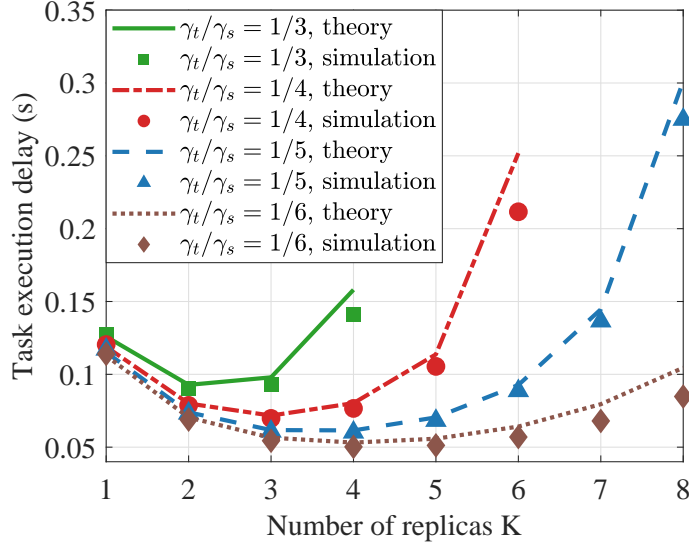 0.35
0.3
0.25
0.2
0.15
0.1
0.05
Task execution delay (s)
γt/γs = 1/3, theory
γt/γs = 1/3, simulation
γt/γs = 1/4, theory
γt/γs = 1/4, simulation
γt/γs = 1/5, theory
γt/γs = 1/5, simulation
γt/γs = 1/6, theory
γt/γs = 1/6, simulation
1 2 3 4 5 6 7 8
Number of replicas K